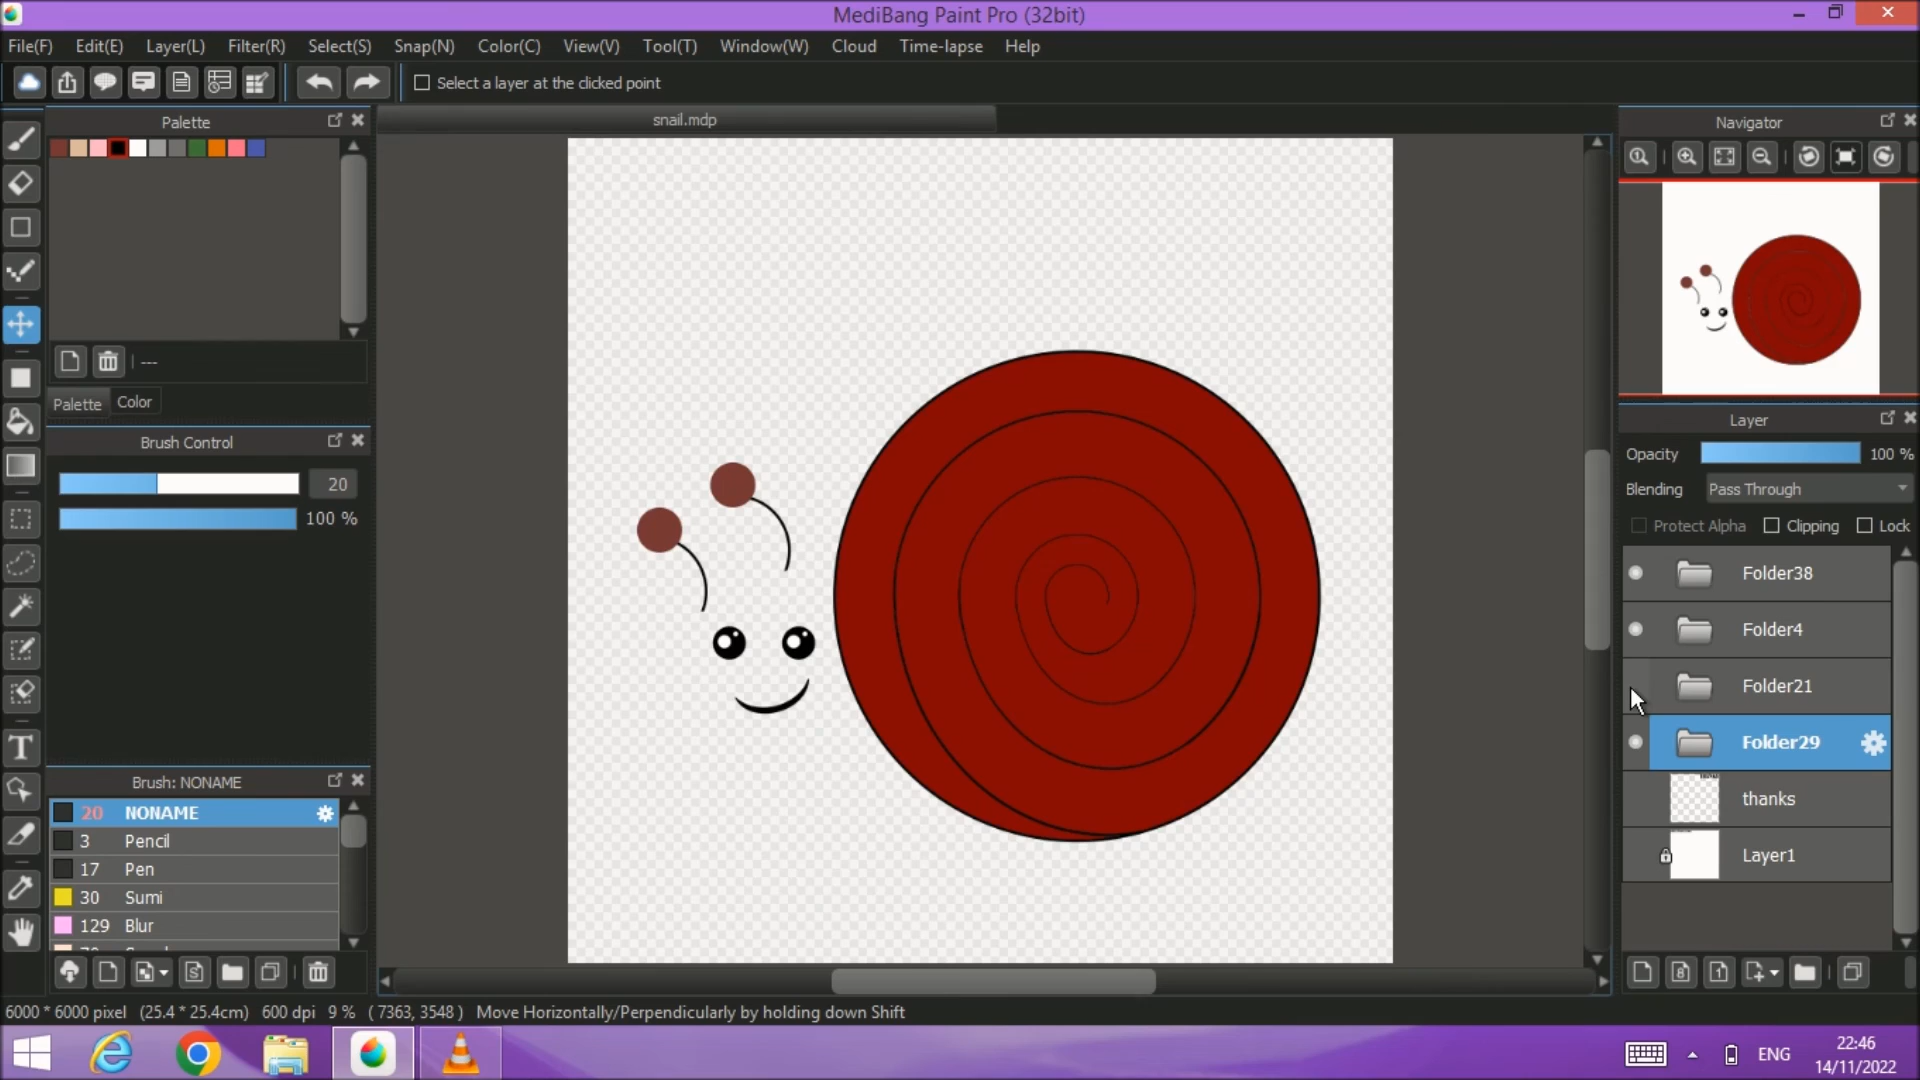 MediBang Paint Pro (32bit)
File(F) Edit(E) Layer(L) Filter(R) Select(S) Snap(N) Color(C) View(V) Tool(T) Window(W) Cloud Time-lapse Help
Select a layer at the clicked point
Palette
snail.mdp
Navigator
---
Palette Color
Brush Control
20
100 %
Layer
Opacity 100 %
Blending Pass Through
Protect Alpha Clipping Lock
Folder38
Folder4
Folder21
Folder29
thanks
Layer1
Brush: NONAME
20 NONAME
3 Pencil
17 Pen
30 Sumi
129 Blur
6000 * 6000 pixel (25.4 * 25.4cm) 600 dpi 9 % ( 7363, 3548 ) Move Horizontally/Perpendicularly by holding down Shift
ENG
22:46
14/11/2022